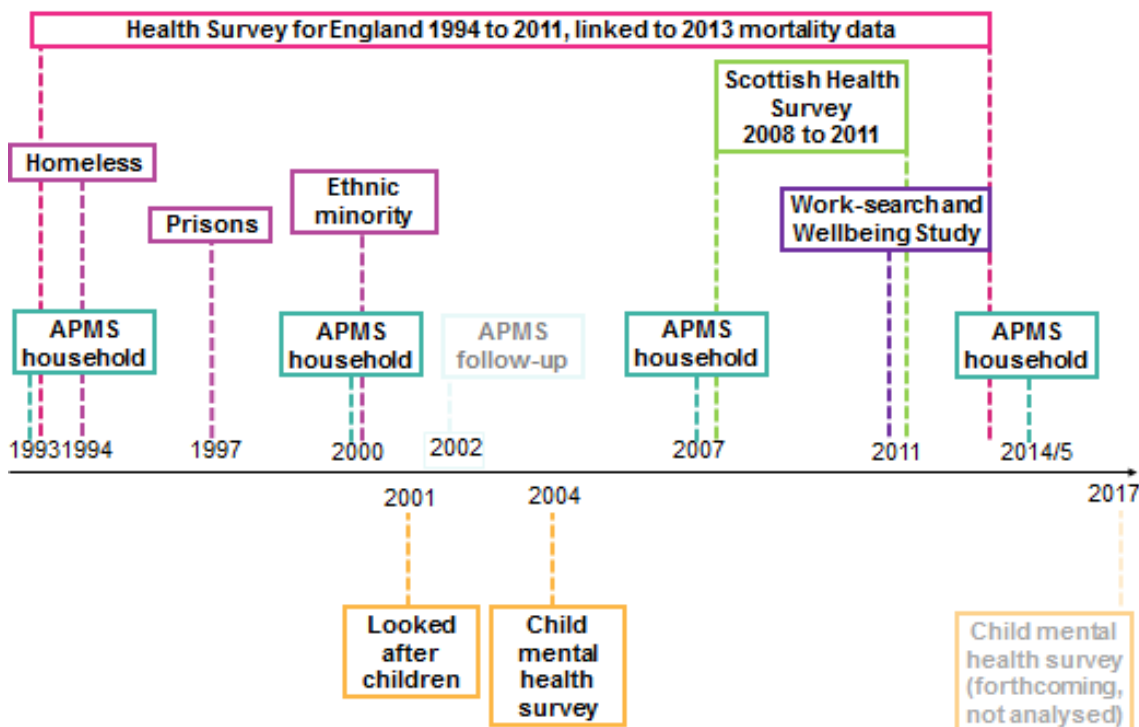 Health Survey for England 1994 to 2011, linked to 2013 mortality data
Scottish Health
Survey
2008 to 2011
Homeless
Ethnic
minority
Work-search and
Wellbeing Study
Prisons
APMS
household
APMS
household
APMS
follow-up
APMS
household
APMS
household
1993 1994 1997 2000 2002 2007 2011 2014/5
2001 2004 2017
Looked
after
children
Child
mental
health
survey
Child mental
health survey
(forthcoming,
not analysed)